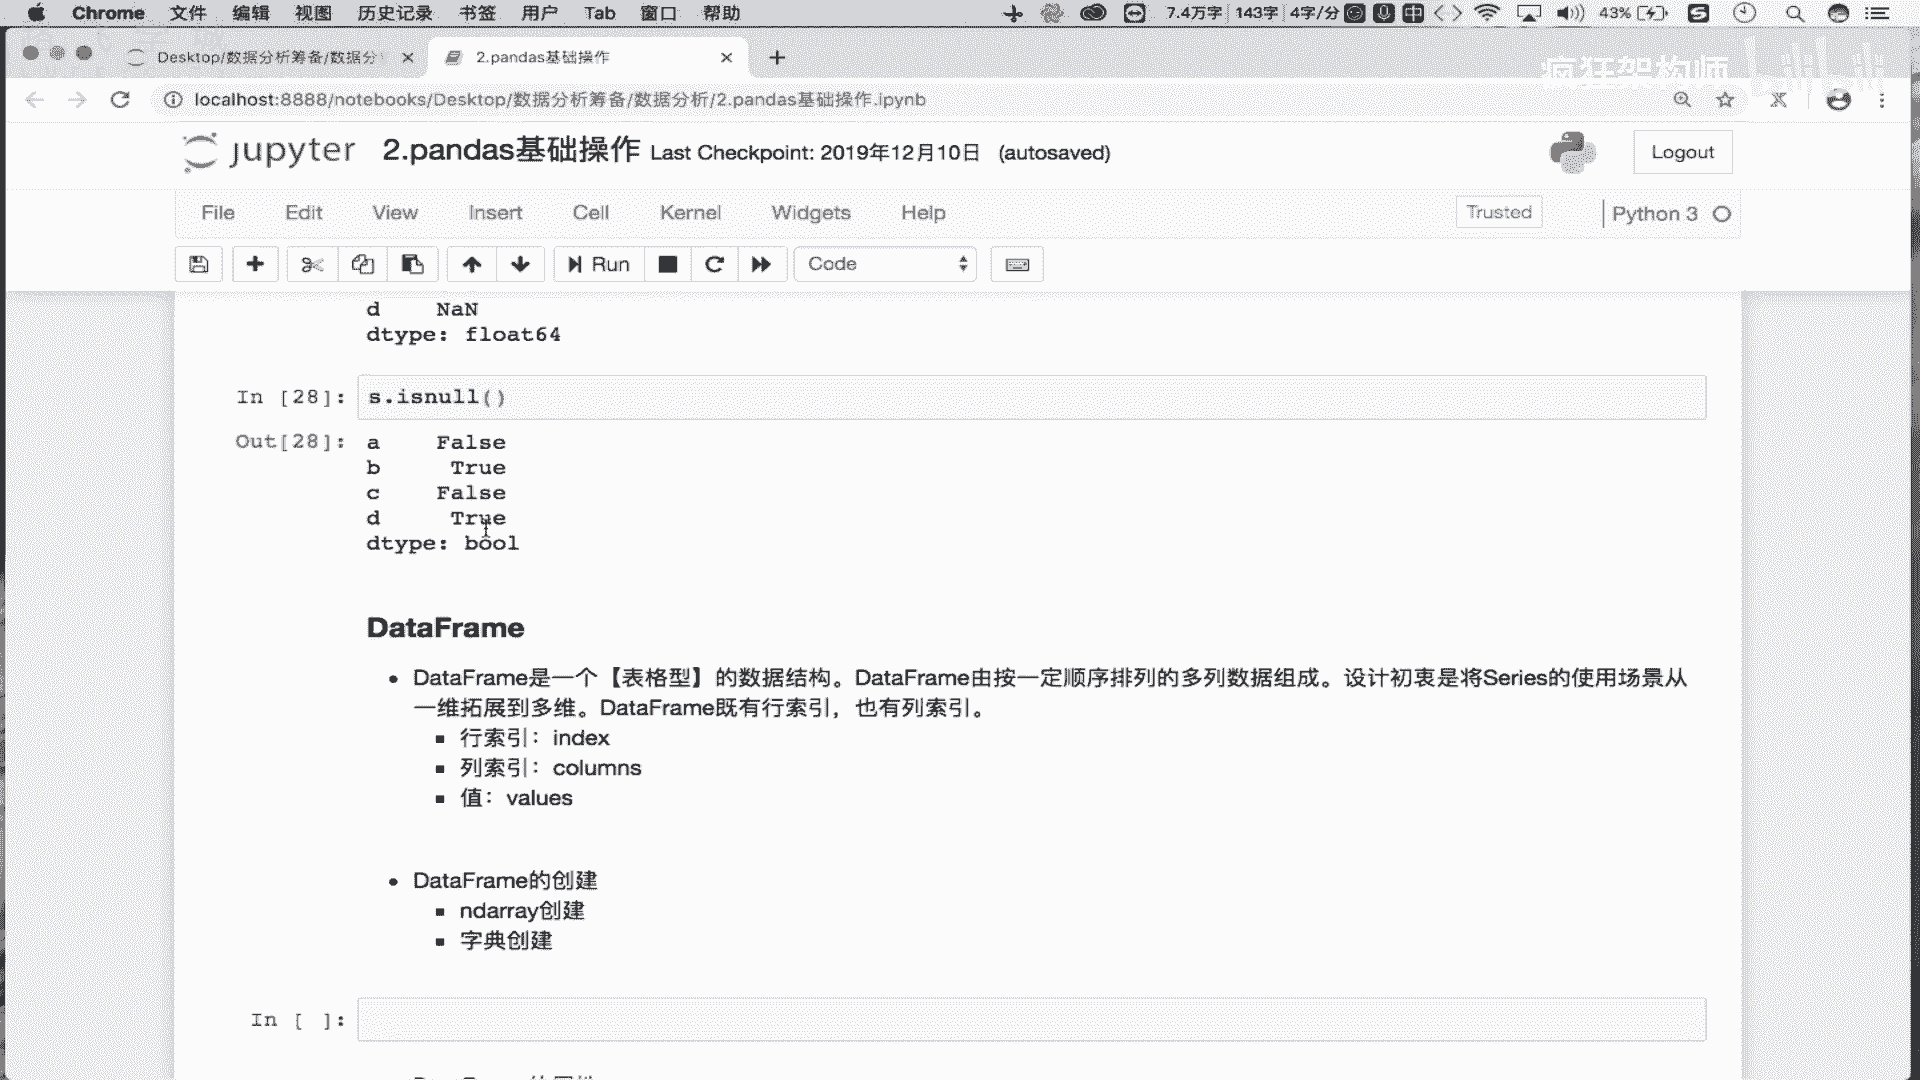 Chrome 文件 编辑 视图 历史记录 书签 用户 Tab 窗口 帮助 7.4万字 143字 4字/分 中 43%
Desktop/数据分析筹备/数据分 2.pandas基础操作
疯狂架构师 bilibili
localhost:8888/notebooks/Desktop/数据分析筹备/数据分析/2.pandas基础操作.ipynb
jupyter 2.pandas基础操作 Last Checkpoint: 2019年12月10日 (autosaved) Logout
File Edit View Insert Cell Kernel Widgets Help Trusted Python 3
Run Code
d NaN
dtype: float64
In [28]: s.isnull()
Out[28]: a False
b True
c False
d True
dtype: bool
DataFrame
DataFrame是一个【表格型】的数据结构。DataFrame由按一定顺序排列的多列数据组成。设计初衷是将Series的使用场景从
一维拓展到多维。DataFrame既有行索引，也有列索引。
行索引：index
列索引：columns
值：values
DataFrame的创建
ndarray创建
字典创建
In [ ]: